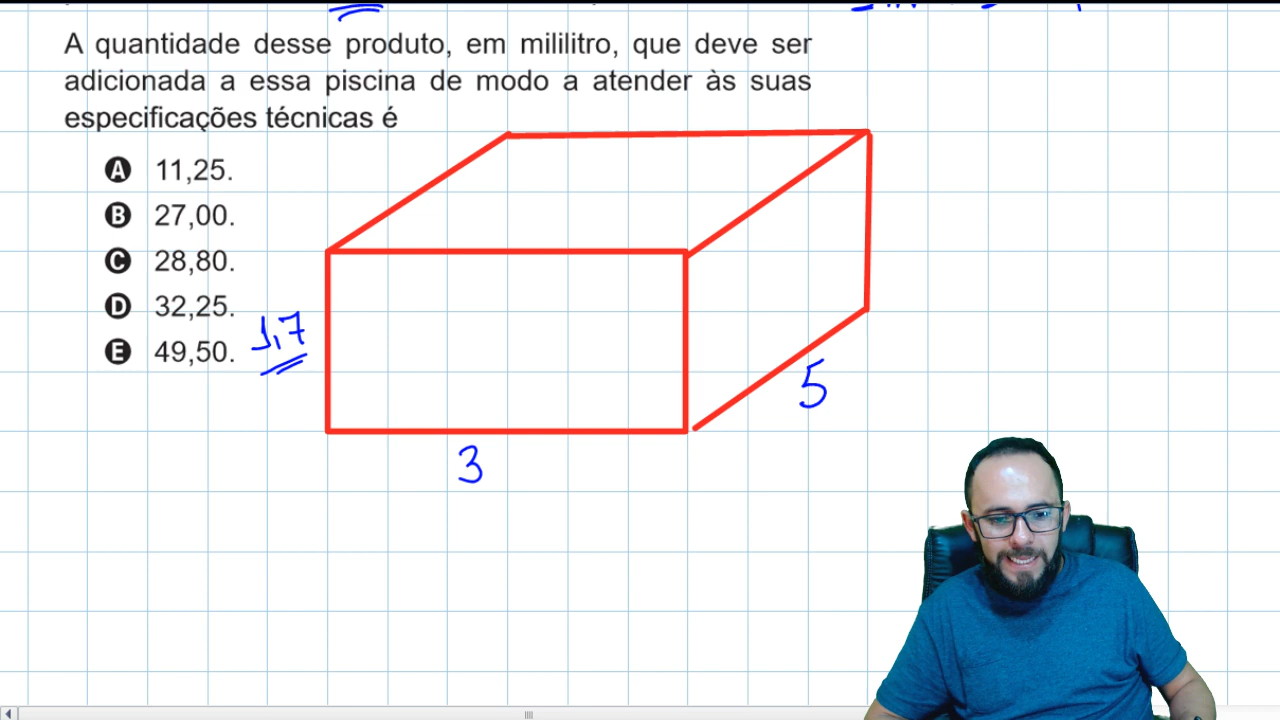 A quantidade desse produto, em mililitro, que deve ser
adicionada a essa piscina de modo a atender às suas
especificações técnicas é
A 11,25.
B 27,00.
C 28,80.
D 32,25.
E 49,50.
1,7
5
3